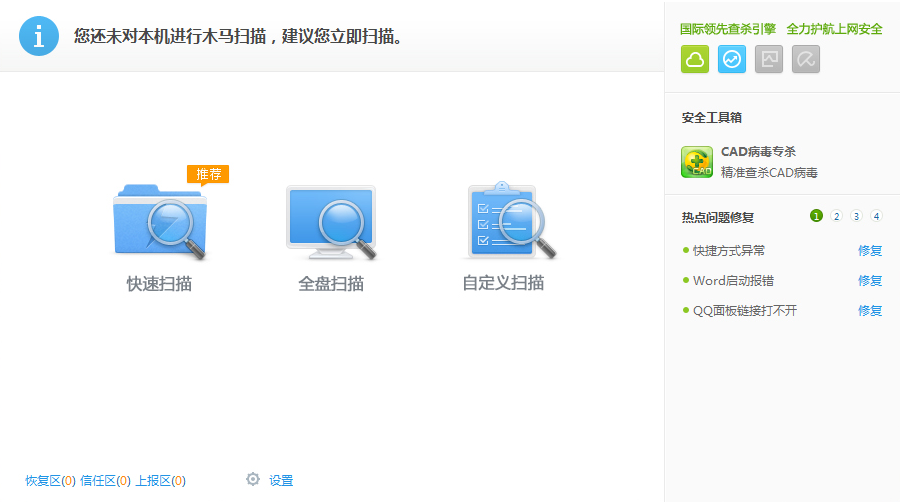 您还未对本机进行木马扫描，建议您立即扫描。
推荐
快速扫描
全盘扫描
自定义扫描
恢复区(0) 信任区(0) 上报区(0)
设置
国际领先查杀引擎 全力护航上网安全
安全工具箱
CAD
CAD病毒专杀
精准查杀CAD病毒
热点问题修复 1 2 3 4
快捷方式异常 修复
Word启动报错 修复
QQ面板链接打不开 修复